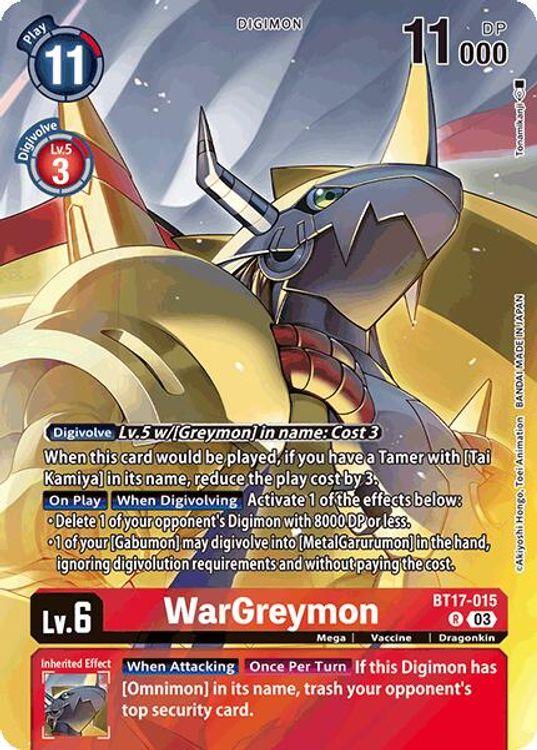 Play
11
DIGIMON
DP
11000
Digivolve
Lv.5
3
Tonamikanji
Digivolve Lv.5 w/[Greymon] in name: Cost 3
When this card would be played, if you have a Tamer with [Tai
Kamiya] in its name, reduce the play cost by 3.
On Play When Digivolving Activate 1 of the effects below:
・Delete 1 of your opponent's Digimon with 8000 DP or less.
・1 of your [Gabumon] may digivolve into [MetalGarurumon] in the hand,
ignoring digivolution requirements and without paying the cost.
©Akiyoshi Hongo, Toei Animation BANDAI MADE IN JAPAN
Lv.6
WarGreymon
BT17-015
R 03
Mega | Vaccine | Dragonkin
Inherited Effect
When Attacking Once Per Turn If this Digimon has
[Omnimon] in its name, trash your opponent's
top security card.